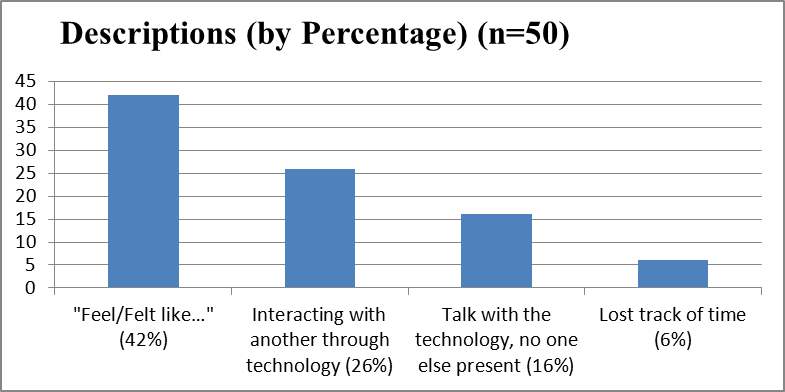 Descriptions (by Percentage) (n=50)
45
40
35
30
25
20
15
10
5
0
"Feel/Felt like…"
(42%)
Interacting with
another through
technology (26%)
Talk with the
technology, no one
else present (16%)
Lost track of time
(6%)